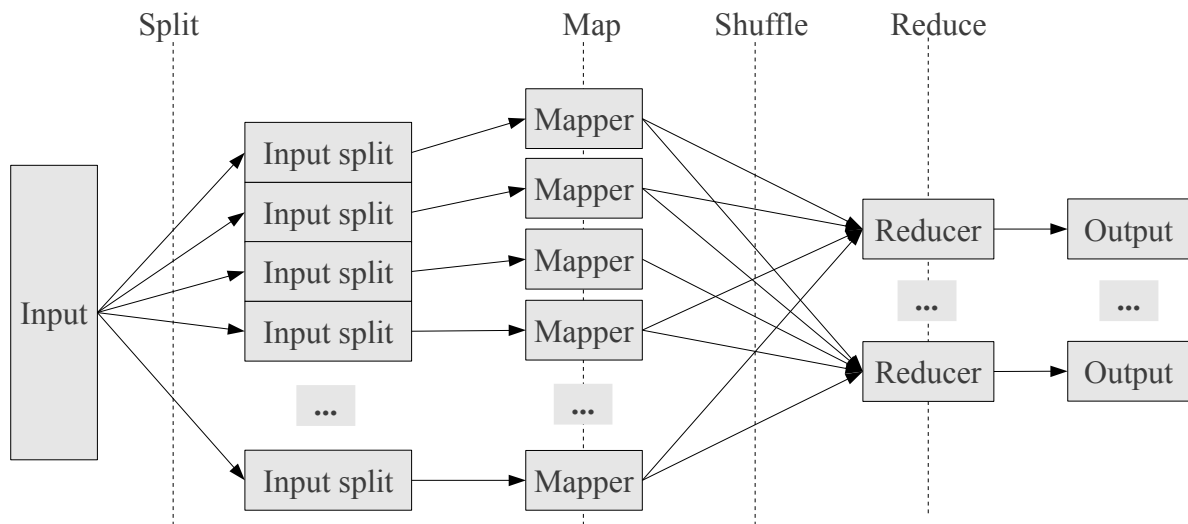 Split
Map
Shuffle
Reduce
Input
Input split
Input split
Input split
Input split
...
Input split
Mapper
Mapper
Mapper
Mapper
...
Mapper
Reducer
...
Reducer
Output
...
Output